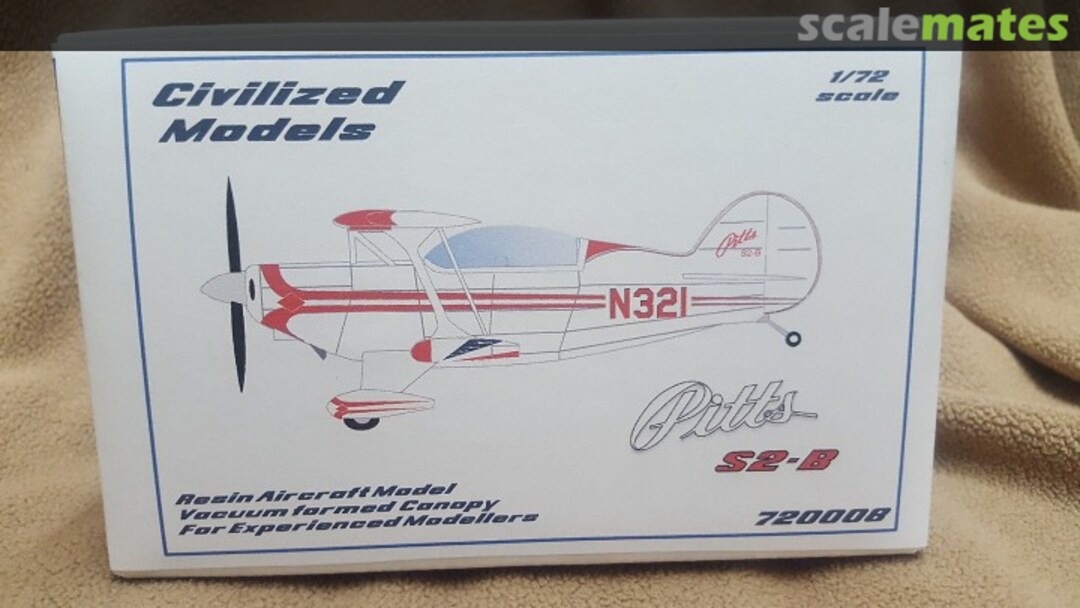 scalemates
Civilized
Models
1/72
scale
Pitts
S2-B
N321
Pitts
S2-B
Resin Aircraft Model
Vacuum formed Canopy
For Experienced Modellers
720008